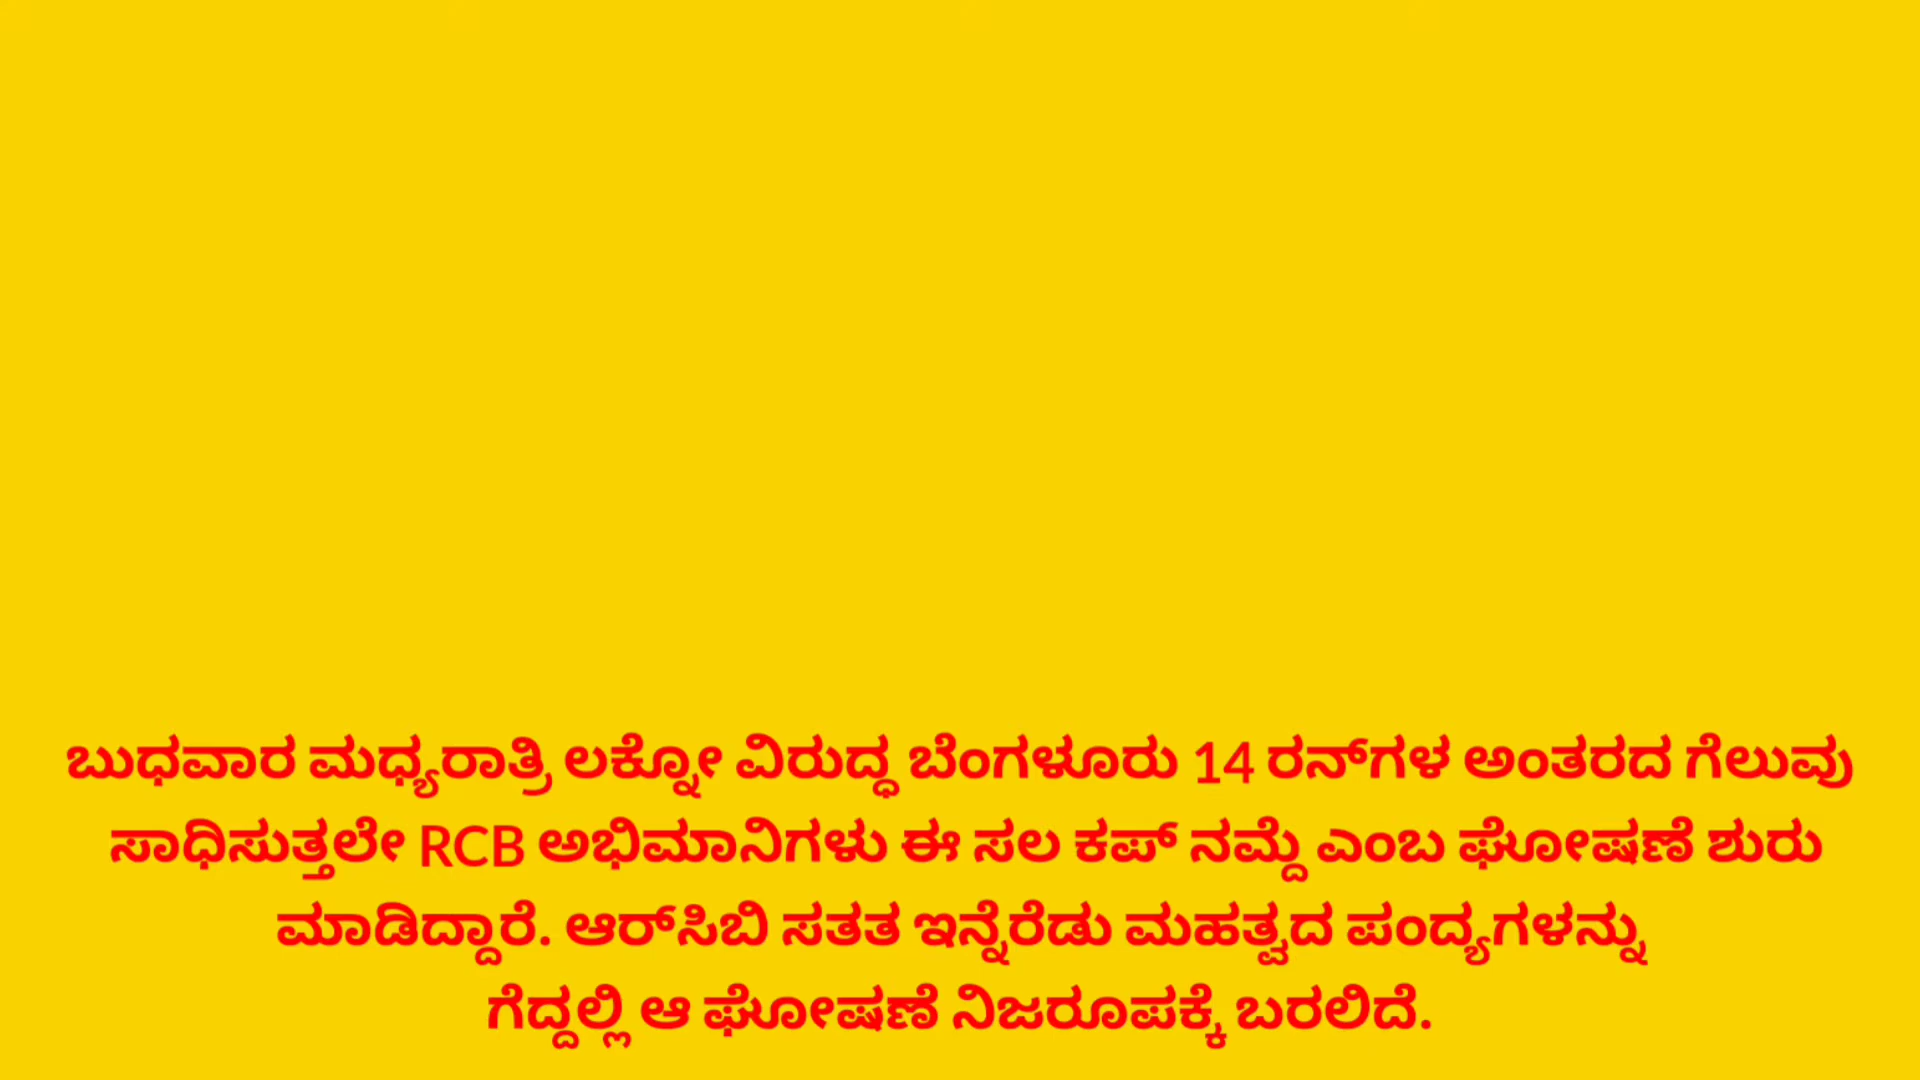 ಬುಧವಾರ ಮಧ್ಯರಾತ್ರಿ ಲಕ್ನೋ ವಿರುದ್ಧ ಬೆಂಗಳೂರು 14 ರನ್‌ಗಳ ಅಂತರದ ಗೆಲುವು
ಸಾಧಿಸುತ್ತಲೇ RCB ಅಭಿಮಾನಿಗಳು ಈ ಸಲ ಕಪ್ ನಮ್ದೆ ಎಂಬ ಘೋಷಣೆ ಶುರು
ಮಾಡಿದ್ದಾರೆ. ಆರ್‌ಸಿಬಿ ಸತತ ಇನ್ನೆರೆಡು ಮಹತ್ವದ ಪಂದ್ಯಗಳನ್ನು
ಗೆದ್ದಲ್ಲಿ ಆ ಘೋಷಣೆ ನಿಜರೂಪಕ್ಕೆ ಬರಲಿದೆ.